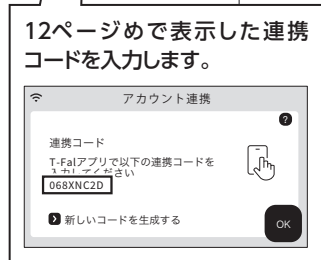 12ページめで表示した連携
コードを入力します。
アカウント連携
?
連携コード
T-Falアプリで以下の連携コードを
入力してください
068XNC2D
新しいコードを生成する
OK